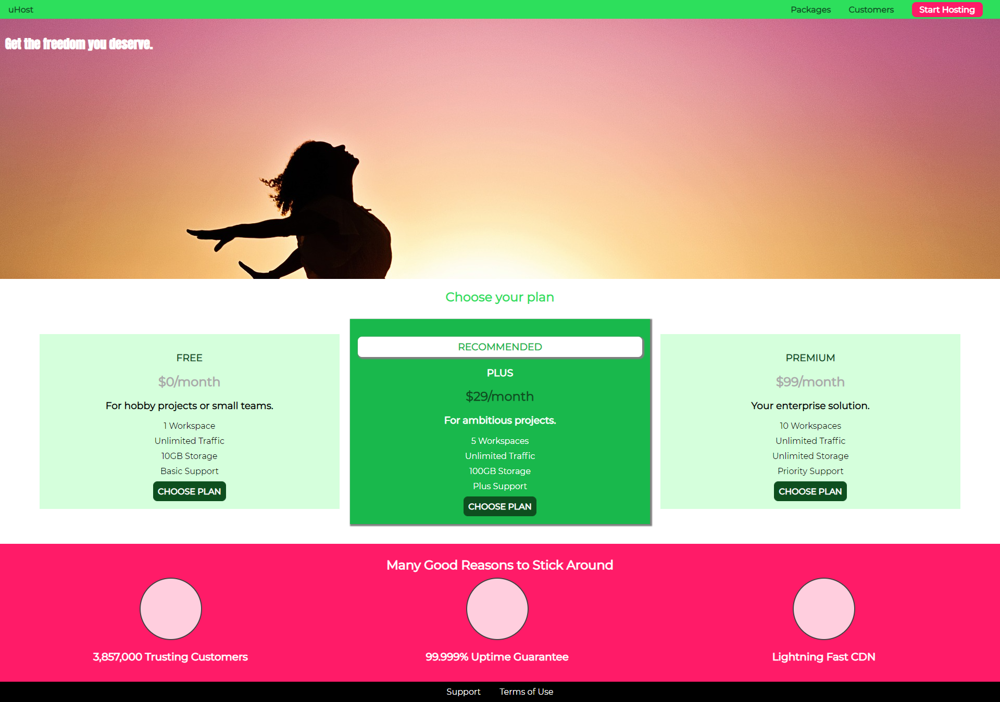 uHost
Packages
Customers
Start Hosting
Get the freedom you deserve.
Choose your plan
FREE
$0/month
For hobby projects or small teams.
1 Workspace
Unlimited Traffic
10GB Storage
Basic Support
CHOOSE PLAN
RECOMMENDED
PLUS
$29/month
For ambitious projects.
5 Workspaces
Unlimited Traffic
100GB Storage
Plus Support
CHOOSE PLAN
PREMIUM
$99/month
Your enterprise solution.
10 Workspaces
Unlimited Traffic
Unlimited Storage
Priority Support
CHOOSE PLAN
Many Good Reasons to Stick Around
3,857,000 Trusting Customers
99.999% Uptime Guarantee
Lightning Fast CDN
Support
Terms of Use